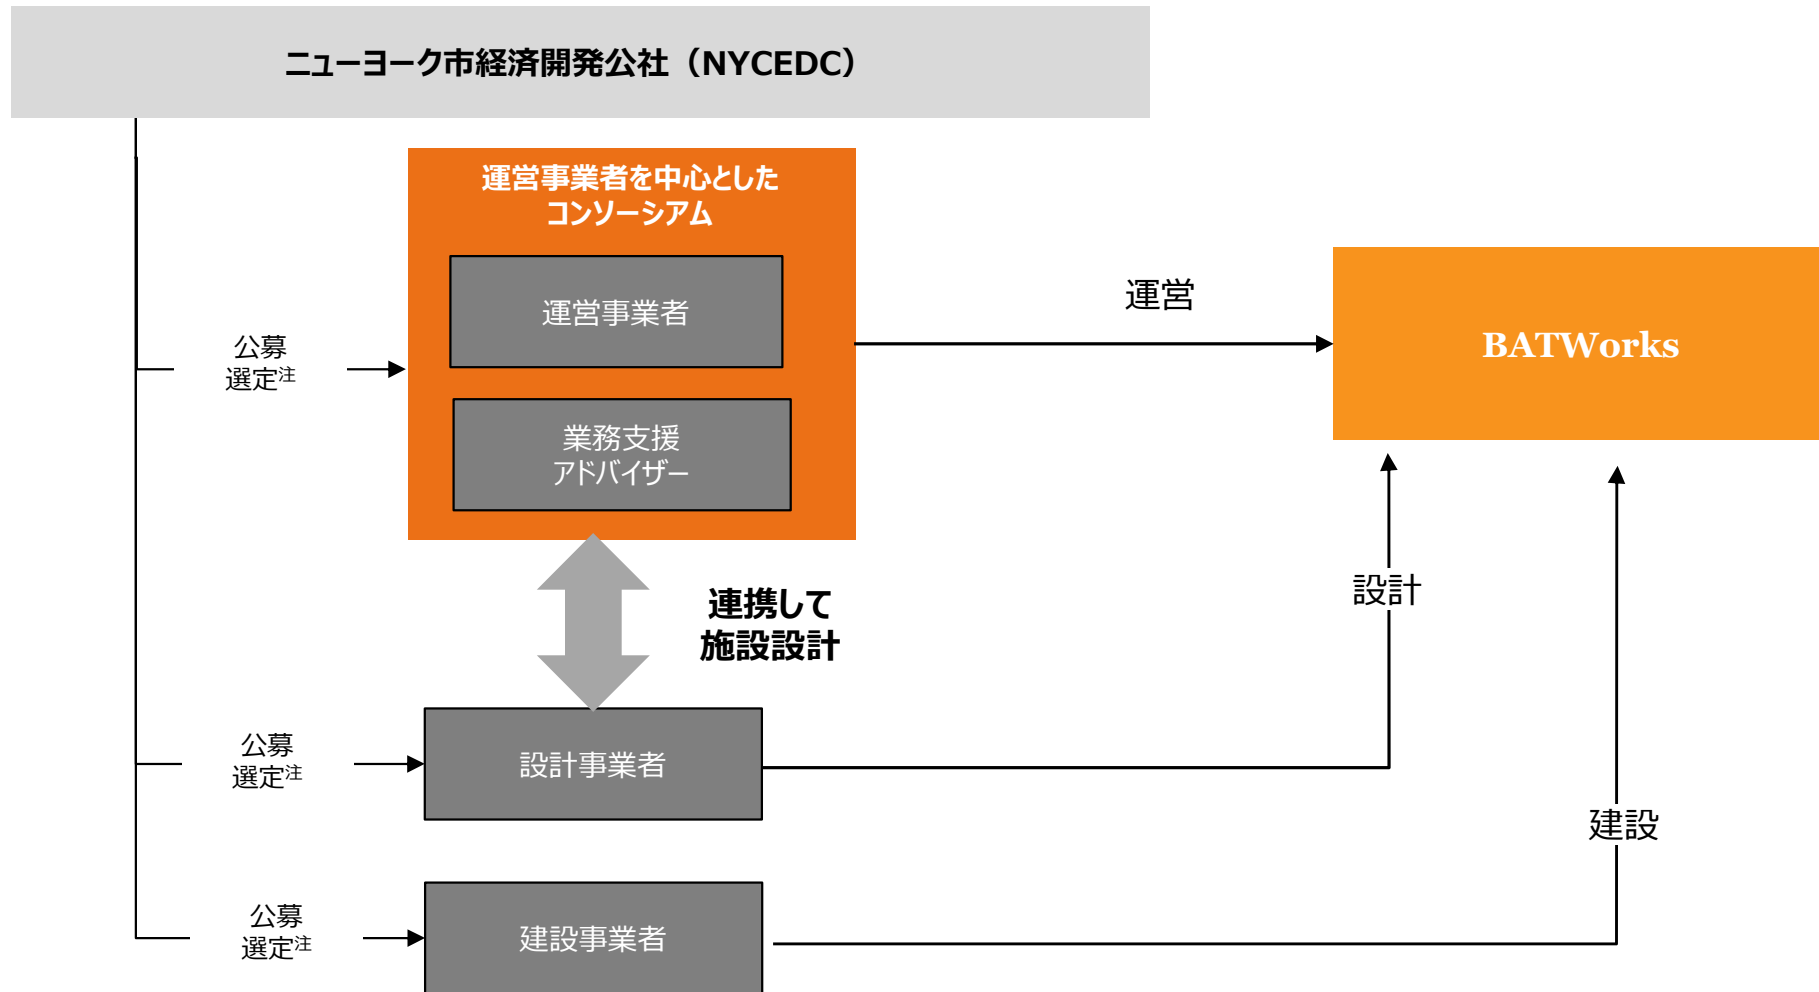 ニューヨーク市経済開発公社（NYCEDC）
運営事業者を中心とした
コンソーシアム
運営事業者
業務支援
アドバイザー
公募
選定注
運営
BATWorks
連携して
施設設計
設計
公募
選定注
設計事業者
建設
公募
選定注
建設事業者